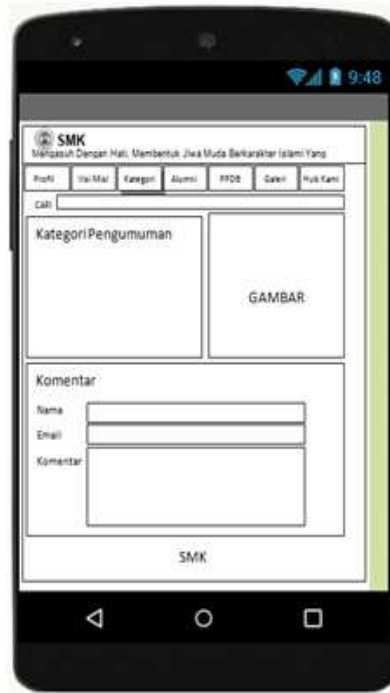 9:48
SMK
Mengasuh Dengan Hati, Membentuk Jiwa Muda Berkarakter Islami Yang
Profil Visi Misi Kategori Alumni PPDB Galeri Hub Kami
CARI
Kategori Pengumuman
GAMBAR
Komentar
Nama
Email
Komentar
SMK